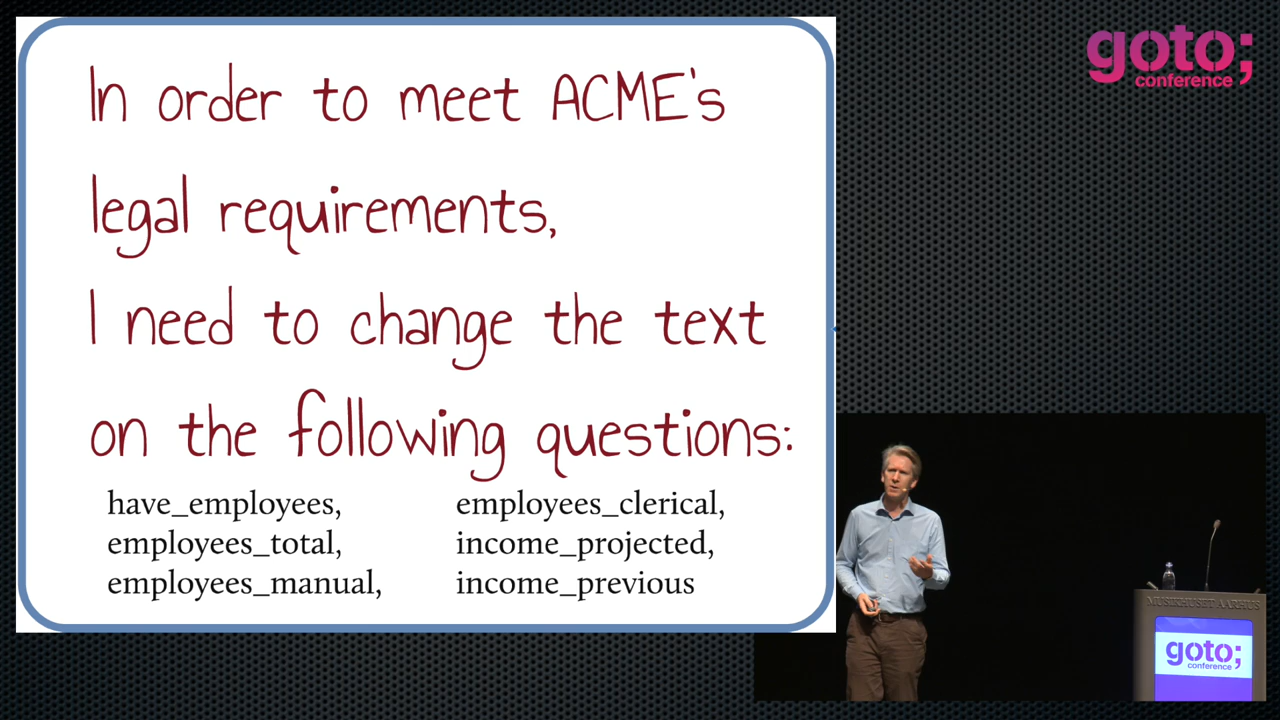 In order to meet ACME's
legal requirements,
I need to change the text
on the following questions:
have_employees,
employees_total,
employees_manual,
employees_clerical,
income_projected,
income_previous
goto;
conference
MUSIKHUSET AARHUS
goto;
conference